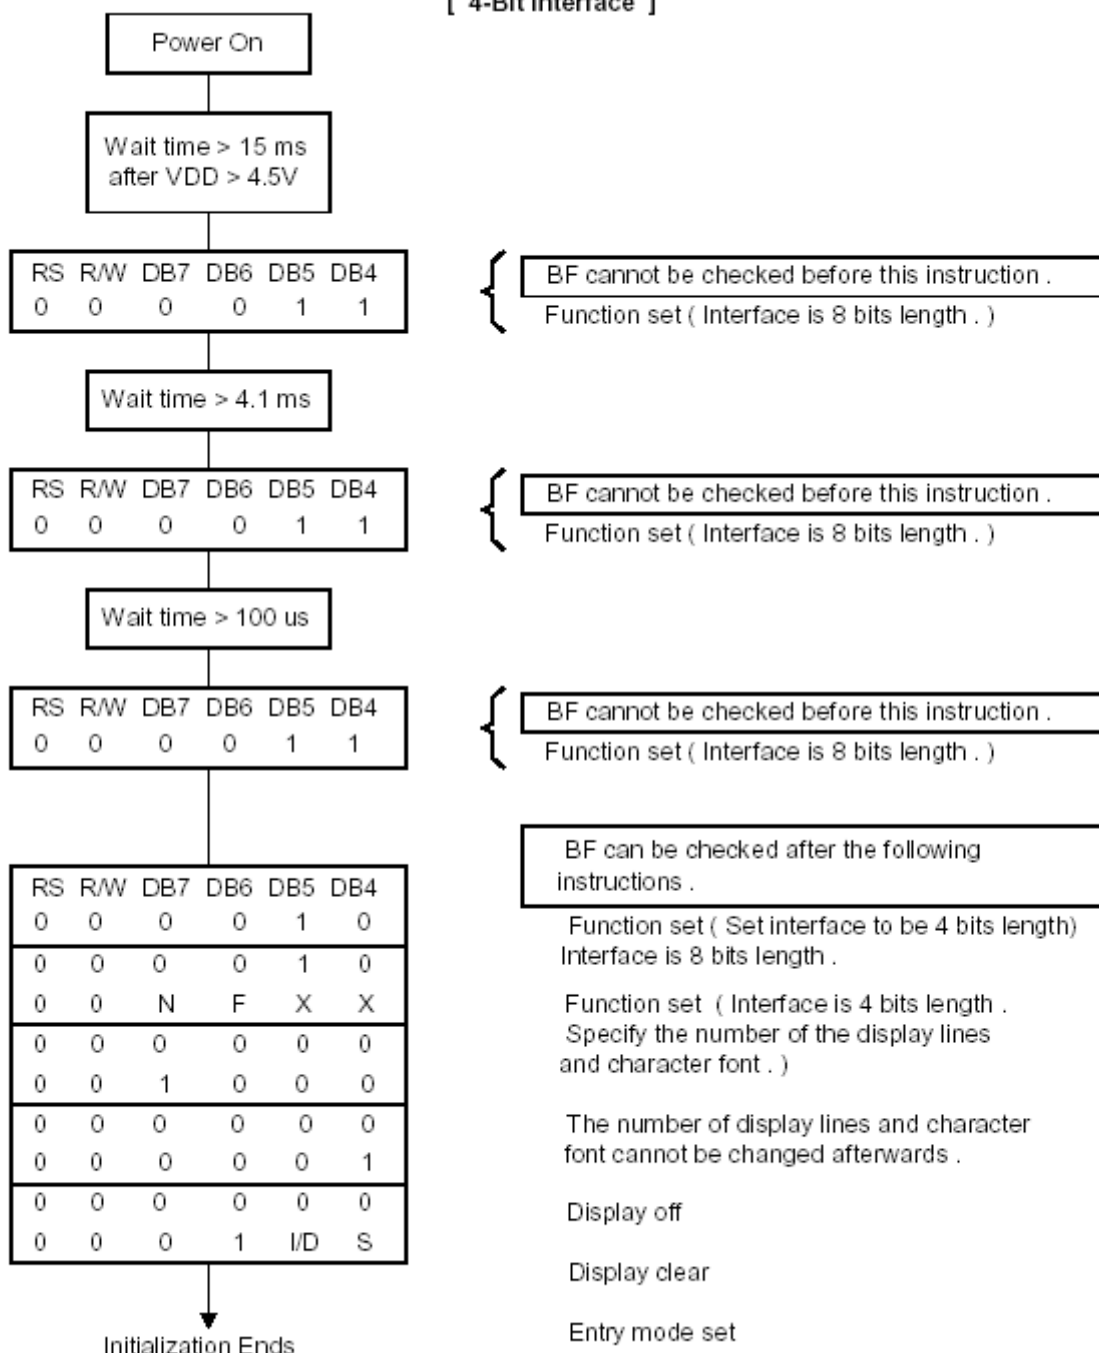 [ 4-Bit Interface ]
Power On
Wait time > 15 ms
after VDD > 4.5V
RS R/W DB7 DB6 DB5 DB4
0 0 0 0 1 1
BF cannot be checked before this instruction .
Function set ( Interface is 8 bits length . )
Wait time > 4.1 ms
RS R/W DB7 DB6 DB5 DB4
0 0 0 0 1 1
BF cannot be checked before this instruction .
Function set ( Interface is 8 bits length . )
Wait time > 100 us
RS R/W DB7 DB6 DB5 DB4
0 0 0 0 1 1
BF cannot be checked before this instruction .
Function set ( Interface is 8 bits length . )
RS R/W DB7 DB6 DB5 DB4
0 0 0 0 1 0
0 0 0 0 1 0
0 0 N F X X
0 0 0 0 0 0
0 0 1 0 0 0
0 0 0 0 0 0
0 0 0 0 0 1
0 0 0 0 0 0
0 0 0 1 I/D S
BF can be checked after the following
instructions .
Function set ( Set interface to be 4 bits length)
Interface is 8 bits length .
Function set ( Interface is 4 bits length .
Specify the number of the display lines
and character font . )
The number of display lines and character
font cannot be changed afterwards .
Display off
Display clear
Entry mode set
Initialization Ends